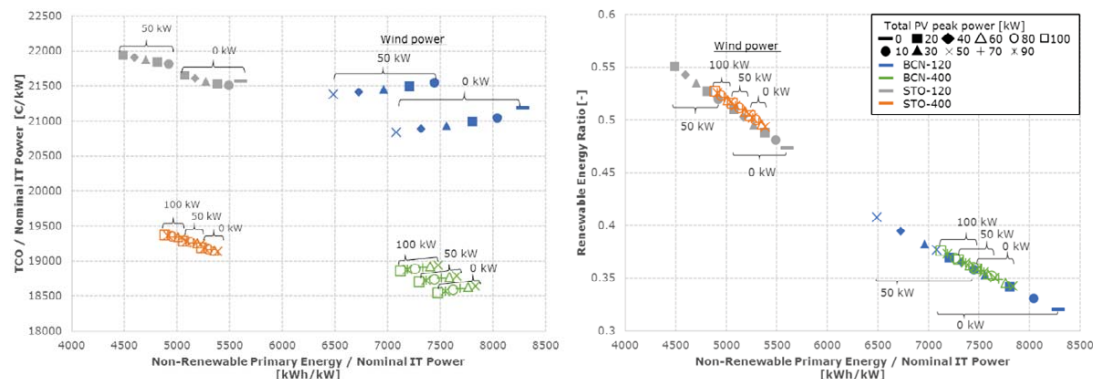 22500
22000
21500
21000
20500
20000
19500
19000
18500
18000
TCO / Nominal IT Power [€/kW]
50 kW
0 kW
Wind power
50 kW
0 kW
100 kW
50 kW
0 kW
100 kW
50 kW
0 kW
4000 4500 5000 5500 6000 6500 7000 7500 8000 8500
Non-Renewable Primary Energy / Nominal IT Power
[kWh/kW]
0.6
0.55
0.5
0.45
0.4
0.35
0.3
Renewable Energy Ratio [-]
Wind power
100 kW
50 kW
0 kW
50 kW
0 kW
100 kW
50 kW
0 kW
50 kW
0 kW
Total PV peak power [kW]
0 20 40 60 80 100
10 30 50 70 90
BCN-120
BCN-400
STO-120
STO-400
4000 4500 5000 5500 6000 6500 7000 7500 8000 8500
Non-Renewable Primary Energy / Nominal IT Power
[kWh/kW]